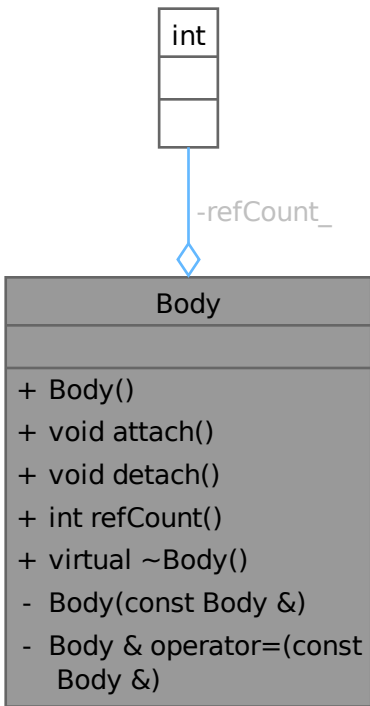 int
-refCount_
Body
+ Body()
+ void attach()
+ void detach()
+ int refCount()
+ virtual ~Body()
- Body(const Body &)
- Body & operator=(const
Body &)